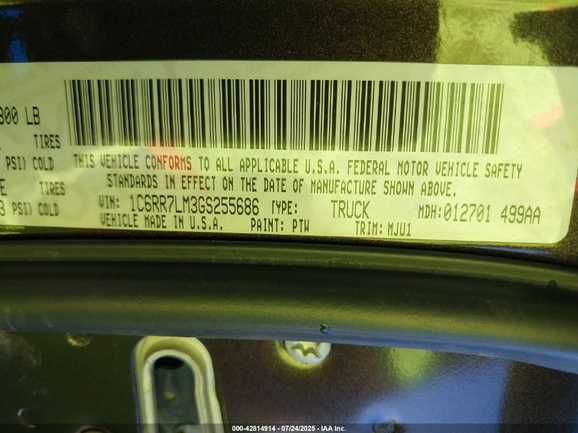 300 LB
TIRES
PSI) COLD
TIRES
PSI) COLD
THIS VEHICLE CONFORMS TO ALL APPLICABLE U.S.A. FEDERAL MOTOR VEHICLE SAFETY
STANDARDS IN EFFECT ON THE DATE OF MANUFACTURE SHOWN ABOVE.
VIN: 1C6RR7LM3GS255686 TYPE: TRUCK MDH:012701 499AA
VEHICLE MADE IN U.S.A. PAINT: PTW TRIM: MJU1
000-42814914 - 07/24/2025 - IAA Inc.